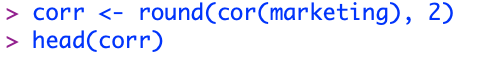 > corr <- round(cor(marketing), 2)
> head(corr)